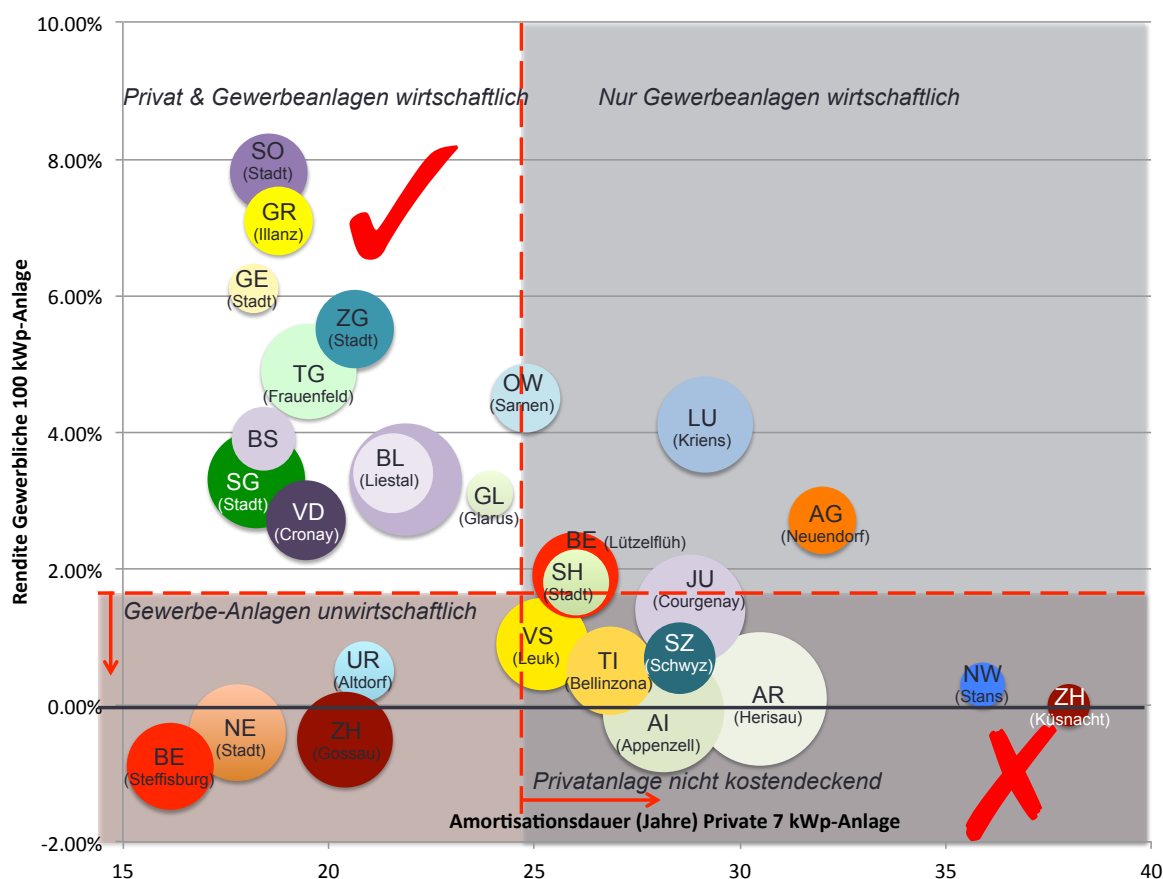 10.00%
Privat & Gewerbeanlagen wirtschaftlich
Nur Gewerbeanlagen wirtschaftlich
8.00%
SO
(Stadt)
GR
(Illanz)
GE
(Stadt)
6.00%
ZG
(Stadt)
TG
(Frauenfeld)
OW
(Sarnen)
LU
(Kriens)
4.00%
BS
BL
(Liestal)
SG
(Stadt)
GL
(Glarus)
VD
(Cronay)
AG
(Neuendorf)
BE (Lützelflüh)
2.00%
SH
(Stadt)
JU
(Courgenay)
Gewerbe-Anlagen unwirtschaftlich
VS
(Leuk)
SZ
(Schwyz)
UR
(Altdorf)
TI
(Bellinzona)
NW
(Stans)
AR
(Herisau)
ZH
(Küsnacht)
0.00%
NE
(Stadt)
ZH
(Gossau)
AI
(Appenzell)
BE
(Steffisburg)
Privatanlage nicht kostendeckend
Amortisationsdauer (Jahre) Private 7 kWp-Anlage
-2.00%
15 20 25 30 35 40
Rendite Gewerbliche 100 kWp-Anlage